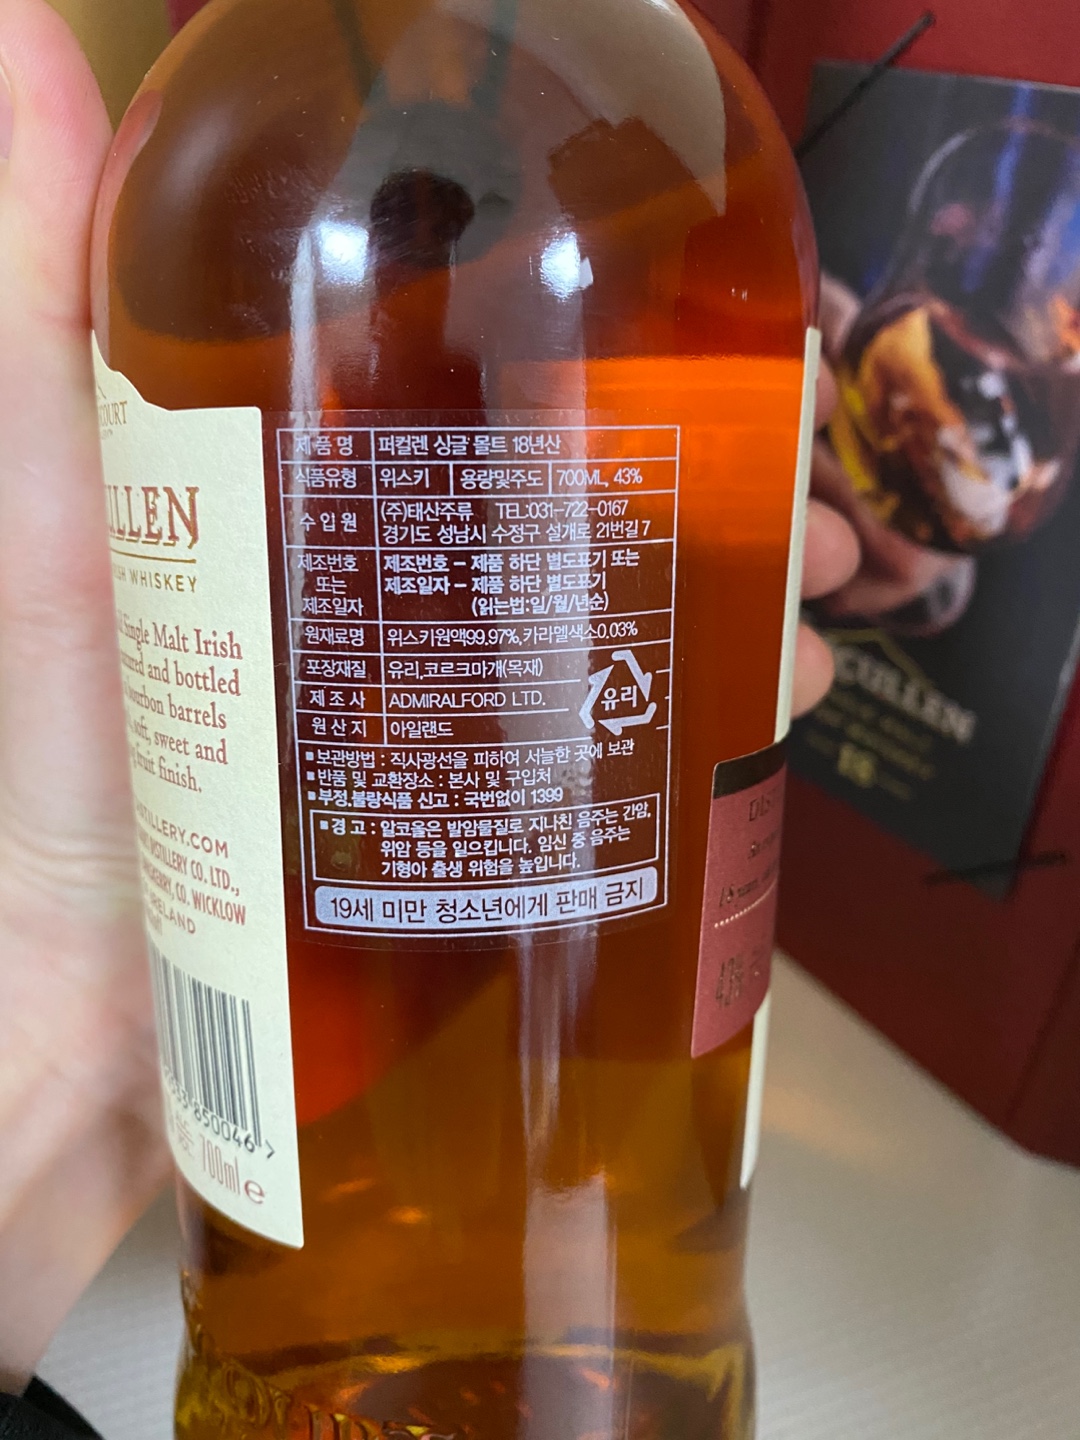 제품명 퍼컬렌 싱글 몰트 18년산
식품유형 위스키 용량및주도 700ML, 43%
수입원 (주)태산주류 TEL:031-722-0167
경기도 성남시 수정구 설개로 21번길 7
제조번호 또는 제조일자 제조번호 – 제품 하단 별도표기 또는
제조일자 – 제품 하단 별도표기
(읽는법:일/월/년순)
원재료명 위스키원액99.97%,카라멜색소0.03%
포장재질 유리,코르크마개(목재)
제조사 ADMIRALFORD LTD.
원산지 아일랜드
유리
■보관방법 : 직사광선을 피하여 서늘한 곳에 보관
■반품 및 교환장소 : 본사 및 구입처
■부정,불량식품 신고 : 국번없이 1399
■경고 : 알코올은 발암물질로 지나친 음주는 간암,
위암 등을 일으킵니다. 임신 중 음주는
기형아 출생 위험을 높입니다.
19세 미만 청소년에게 판매 금지
WHISKEY
Single Malt Irish
and bottled
bourbon barrels
soft, sweet and
fruit finish.
DISTILLERY CO. LTD.,
CO. WICKLOW
IRELAND
850046 >
700ml e
18